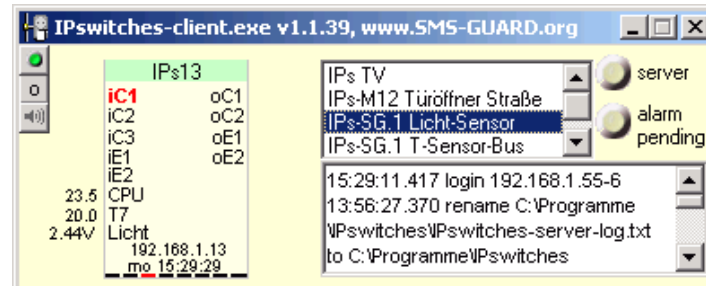 IPswitches-client.exe v1.1.39, www.SMS-GUARD.org
o
IPs13
iC1 oC1
iC2 oC2
iC3 oE1
iE1 oE2
iE2
23.5 CPU
20.0 T7
2.44V Licht
192.168.1.13
mo 15:29:29
IPs TV
IPs-M12 Türöffner Straße
IPs-SG.1 Licht-Sensor
IPs-SG.1 T-Sensor-Bus
server
alarm
pending
15:29:11.417 login 192.168.1.55-6
13:56:27.370 rename C:\Programme
\IPswitches\IPswitches-server-log.txt
to C:\Programme\IPswitches